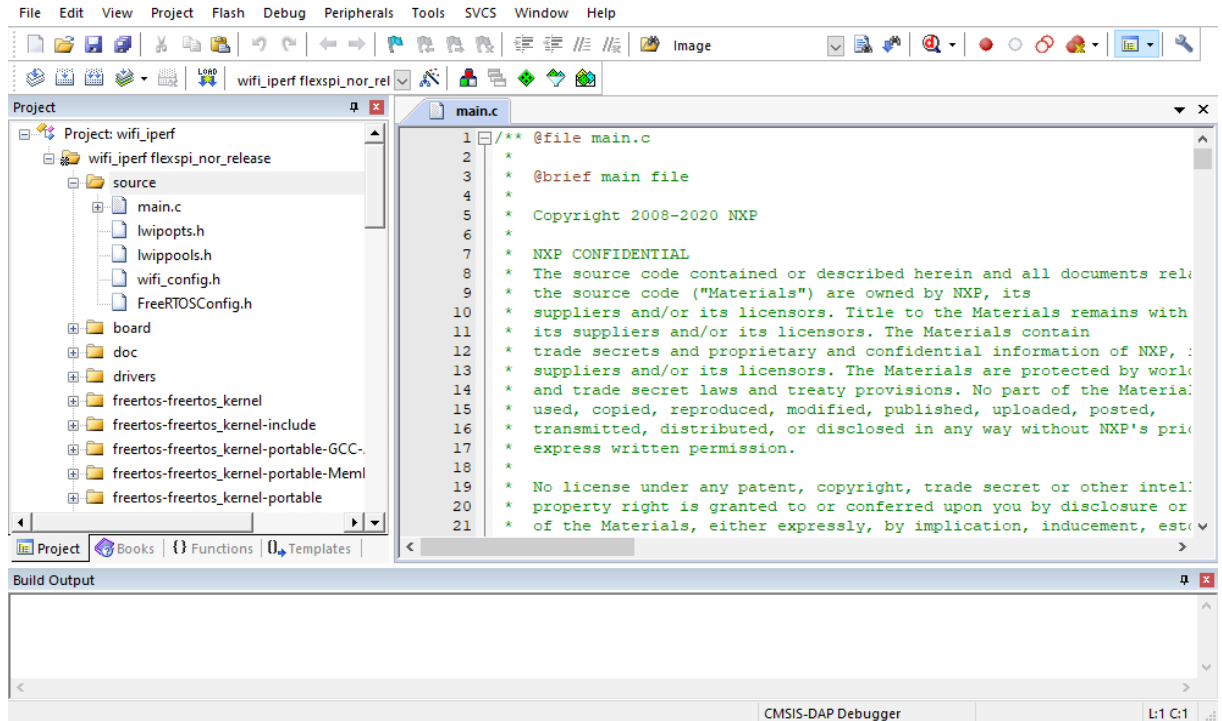 File Edit View Project Flash Debug Peripherals Tools SVCS Window Help
Image
LOAD wifi_iperf flexspi_nor_rel
Project
Project: wifi_iperf
wifi_iperf flexspi_nor_release
source
main.c
lwipopts.h
lwippools.h
wifi_config.h
FreeRTOSConfig.h
board
doc
drivers
freertos-freertos_kernel
freertos-freertos_kernel-include
freertos-freertos_kernel-portable-GCC-
freertos-freertos_kernel-portable-Mem
freertos-freertos_kernel-portable
Project Books {} Functions Templates
main.c
1 /** @file main.c
2 *
3 * @brief main file
4 *
5 * Copyright 2008-2020 NXP
6 *
7 * NXP CONFIDENTIAL
8 * The source code contained or described herein and all documents rela
9 * the source code ("Materials") are owned by NXP, its
10 * suppliers and/or its licensors. Title to the Materials remains with
11 * its suppliers and/or its licensors. The Materials contain
12 * trade secrets and proprietary and confidential information of NXP,
13 * suppliers and/or its licensors. The Materials are protected by world
14 * and trade secret laws and treaty provisions. No part of the Material
15 * used, copied, reproduced, modified, published, uploaded, posted,
16 * transmitted, distributed, or disclosed in any way without NXP's prio
17 * express written permission.
18 *
19 * No license under any patent, copyright, trade secret or other intell
20 * property right is granted to or conferred upon you by disclosure or
21 * of the Materials, either expressly, by implication, inducement, esto
Build Output
CMSIS-DAP Debugger L:1 C:1